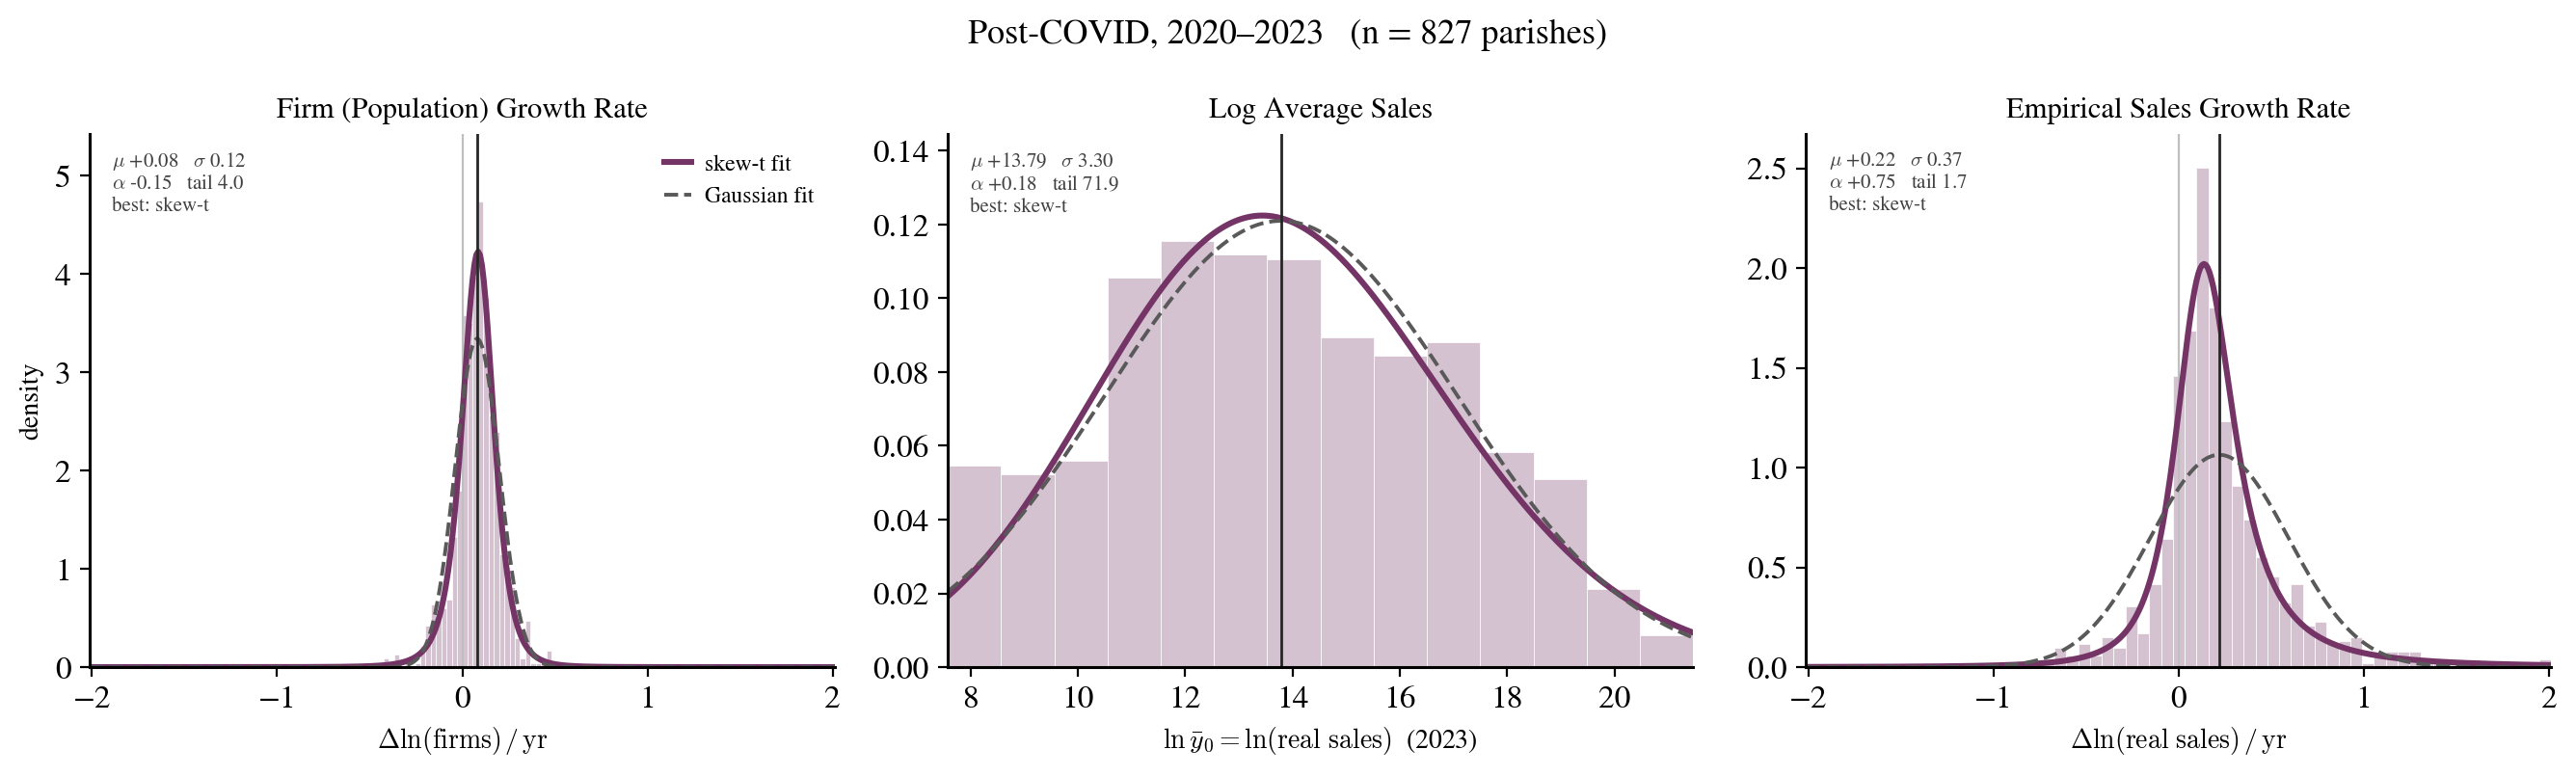 Post-COVID, 2020–2023   (n = 827 parishes)
Firm (Population) Growth Rate
μ +0.08   σ 0.12
α -0.15   tail 4.0
best: skew-t
skew-t fit
Gaussian fit
density
5
4
3
2
1
0
−2
−1
0
1
2
Δln(firms) / yr
Log Average Sales
μ +13.79   σ 3.30
α +0.18   tail 71.9
best: skew-t
0.14
0.12
0.10
0.08
0.06
0.04
0.02
0.00
8
10
12
14
16
18
20
ln ȳ₀ = ln(real sales)  (2023)
Empirical Sales Growth Rate
μ +0.22   σ 0.37
α +0.75   tail 1.7
best: skew-t
2.5
2.0
1.5
1.0
0.5
0.0
−2
−1
0
1
2
Δln(real sales) / yr